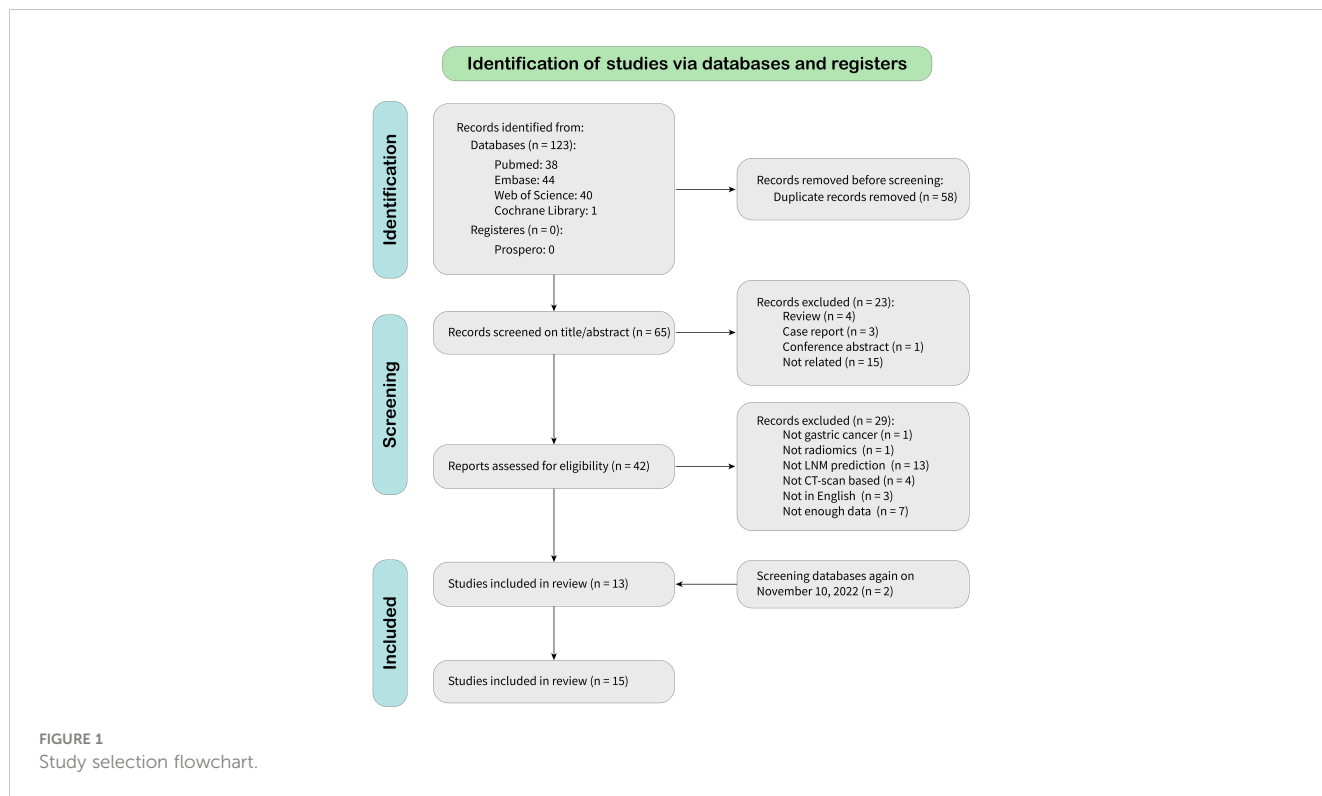 Identification of studies via databases and registers
Identification
Records identified from:
Databases (n = 123):
Pubmed: 38
Embase: 44
Web of Science: 40
Cochrane Library: 1
Registeres (n = 0):
Prospero: 0
Records removed before screening:
Duplicate records removed (n = 58)
Screening
Records screened on title/abstract (n = 65)
Records excluded (n = 23):
Review (n = 4)
Case report (n = 3)
Conference abstract (n = 1)
Not related (n = 15)
Reports assessed for eligibility (n = 42)
Records excluded (n = 29):
Not gastric cancer (n = 1)
Not radiomics (n = 1)
Not LNM prediction (n = 13)
Not CT-scan based (n = 4)
Not in English (n = 3)
Not enough data (n = 7)
Included
Studies included in review (n = 13)
Screening databases again on
November 10, 2022 (n = 2)
Studies included in review (n = 15)
FIGURE 1
Study selection flowchart.